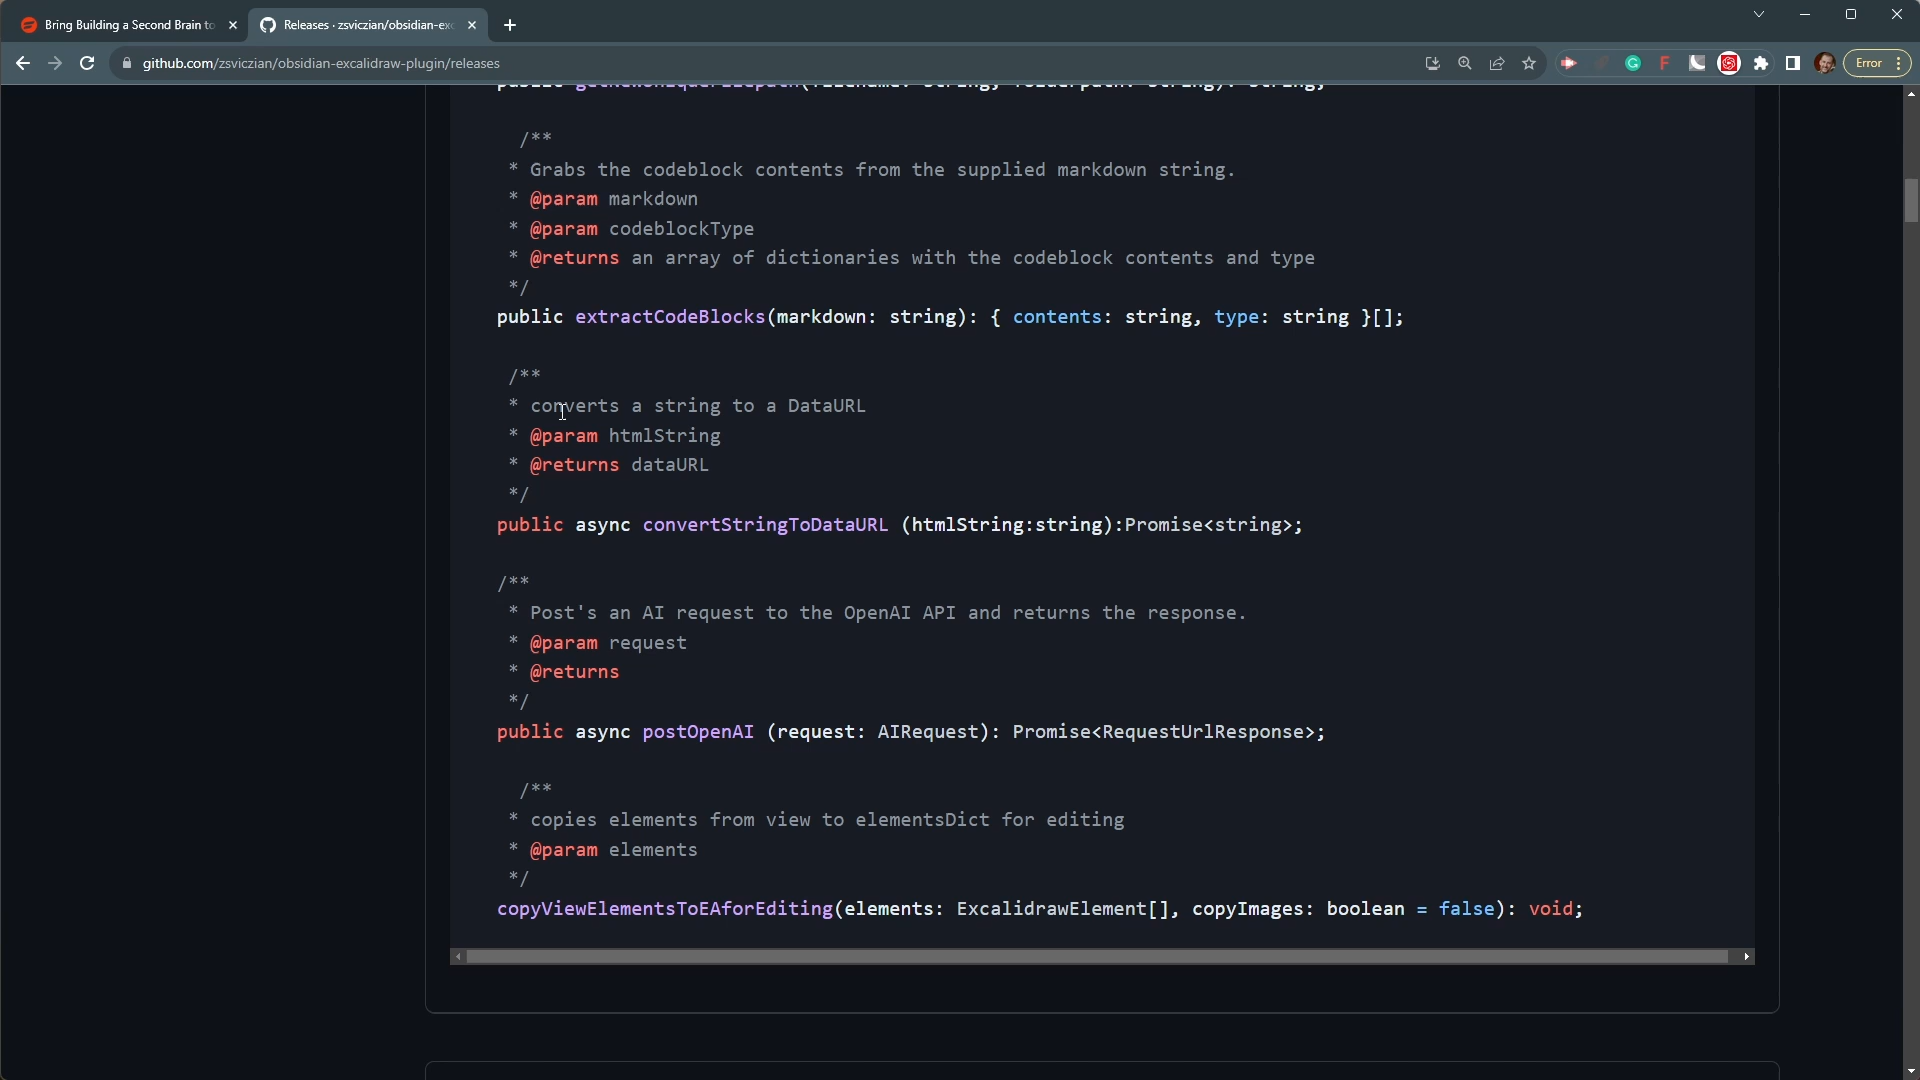 Bring Building a Second Brain to
Releases · zsviczian/obsidian-exc
github.com/zsviczian/obsidian-excalidraw-plugin/releases
Error
/**
* Grabs the codeblock contents from the supplied markdown string.
* @param markdown
* @param codeblockType
* @returns an array of dictionaries with the codeblock contents and type
*/
public extractCodeBlocks(markdown: string): { contents: string, type: string }[];
/**
* converts a string to a DataURL
* @param htmlString
* @returns dataURL
*/
public async convertStringToDataURL (htmlString:string):Promise<string>;
/**
* Post's an AI request to the OpenAI API and returns the response.
* @param request
* @returns
*/
public async postOpenAI (request: AIRequest): Promise<RequestUrlResponse>;
/**
* copies elements from view to elementsDict for editing
* @param elements
*/
copyViewElementsToEAforEditing(elements: ExcalidrawElement[], copyImages: boolean = false): void;